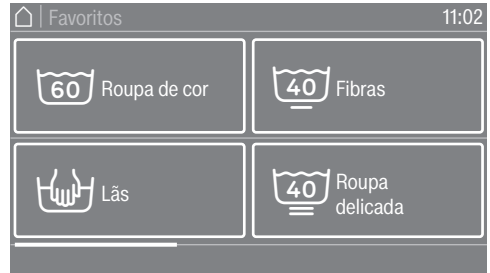 Favoritos
11:02
60 Roupa de cor
40 Fibras
Lãs
40 Roupa
delicada